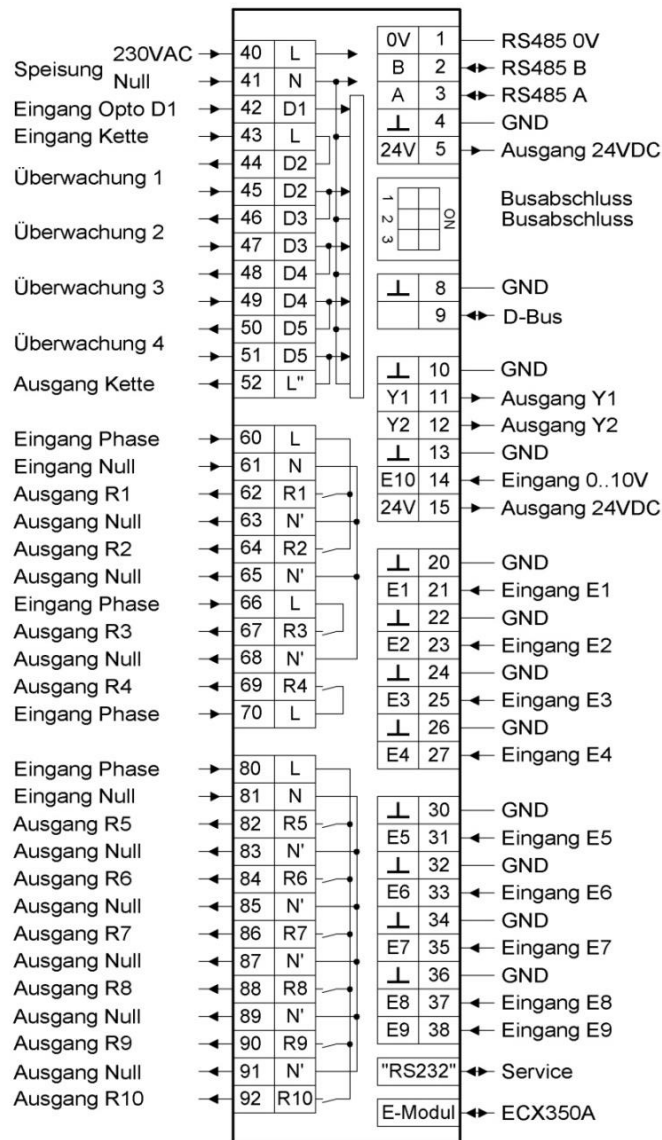 Speisung
230VAC 40 L
Null 41 N
Eingang Opto D1 42 D1
Eingang Kette 43 L
Überwachung 1
44 D2
45 D2
Überwachung 2
46 D3
47 D3
Überwachung 3
48 D4
49 D4
Überwachung 4
50 D5
51 D5
Ausgang Kette 52 L"
Eingang Phase 60 L
Eingang Null 61 N
Ausgang R1 62 R1
Ausgang Null 63 N'
Ausgang R2 64 R2
Ausgang Null 65 N'
Eingang Phase 66 L
Ausgang R3 67 R3
Ausgang Null 68 N'
Ausgang R4 69 R4
Eingang Phase 70 L
Eingang Phase 80 L
Eingang Null 81 N
Ausgang R5 82 R5
Ausgang Null 83 N'
Ausgang R6 84 R6
Ausgang Null 85 N'
Ausgang R7 86 R7
Ausgang Null 87 N'
Ausgang R8 88 R8
Ausgang Null 89 N'
Ausgang R9 90 R9
Ausgang Null 91 N'
Ausgang R10 92 R10
0V 1 RS485 0V
B 2 RS485 B
A 3 RS485 A
4 GND
24V 5 Ausgang 24VDC
1 2 3 ON
Busabschluss
Busabschluss
8 GND
9 D-Bus
10 GND
Y1 11 Ausgang Y1
Y2 12 Ausgang Y2
13 GND
E10 14 Eingang 0..10V
24V 15 Ausgang 24VDC
20 GND
E1 21 Eingang E1
22 GND
E2 23 Eingang E2
24 GND
E3 25 Eingang E3
26 GND
E4 27 Eingang E4
30 GND
E5 31 Eingang E5
32 GND
E6 33 Eingang E6
34 GND
E7 35 Eingang E7
36 GND
E8 37 Eingang E8
E9 38 Eingang E9
"RS232" Service
E-Modul ECX350A